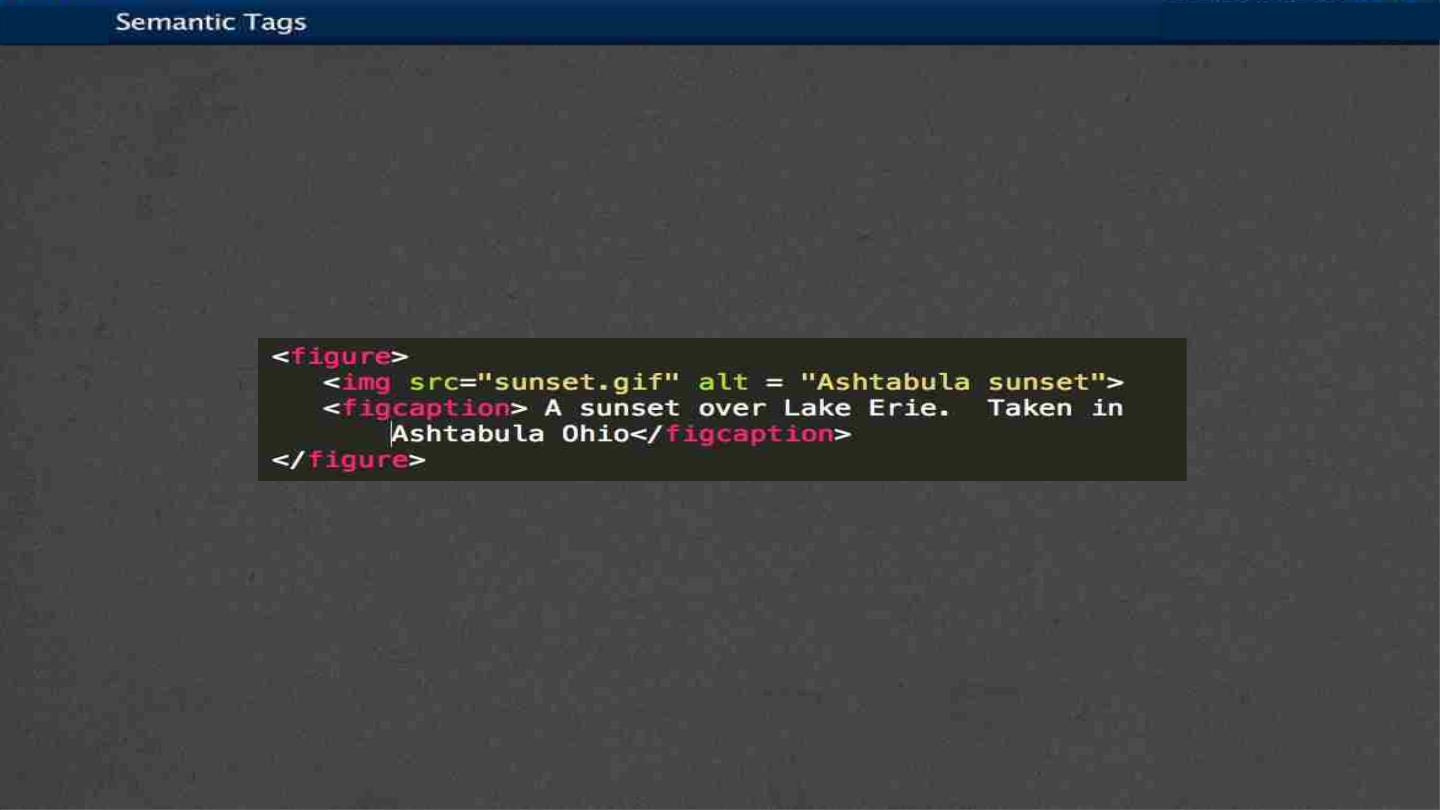 Semantic Tags
<figure>
<img src="sunset.gif" alt = "Ashtabula sunset">
<figcaption> A sunset over Lake Erie.  Taken in
Ashtabula Ohio</figcaption>
</figure>